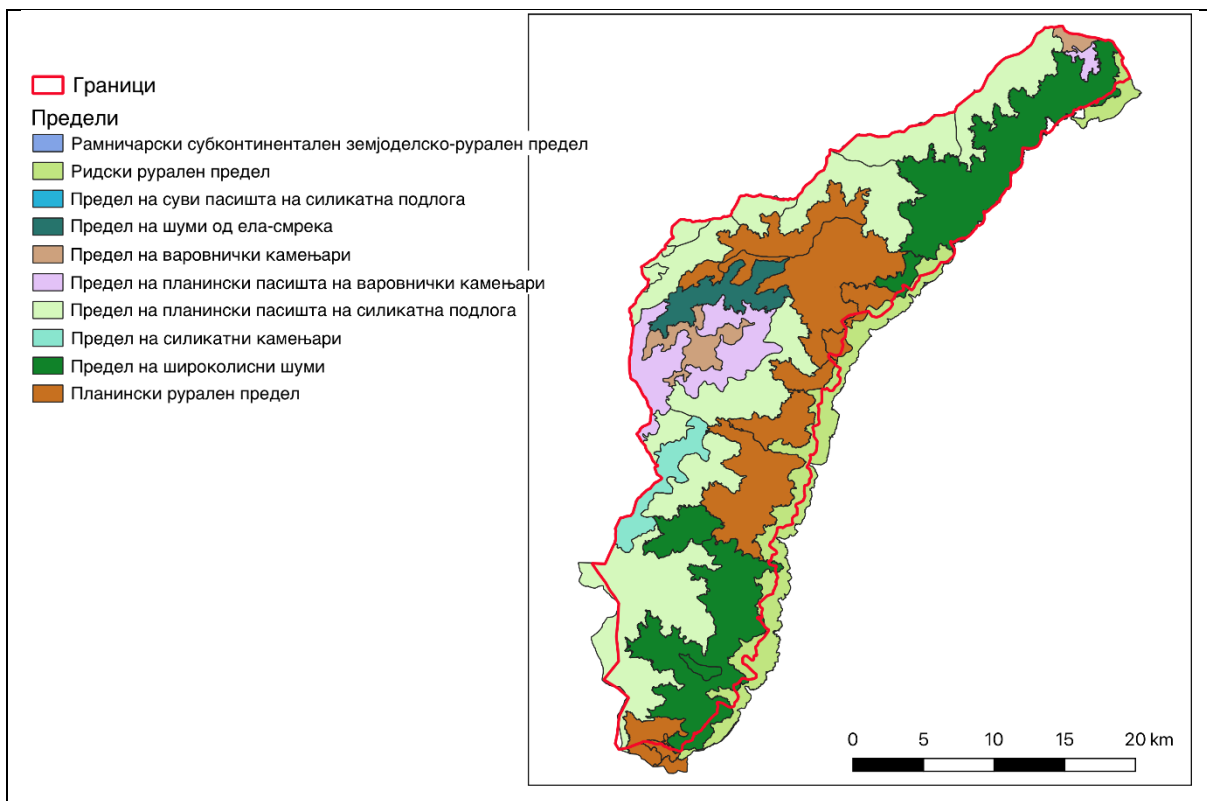 Граници
Предели
Рамничарски субконтинентален земјоделско-рурален предел
Ридски рурален предел
Предел на суви пасишта на силикатна подлога
Предел на шуми од ела-смрека
Предел на варовнички камењари
Предел на планински пасишта на варовнички камењари
Предел на планински пасишта на силикатна подлога
Предел на силикатни камењари
Предел на широколисни шуми
Планински рурален предел
0 5 10 15 20 km